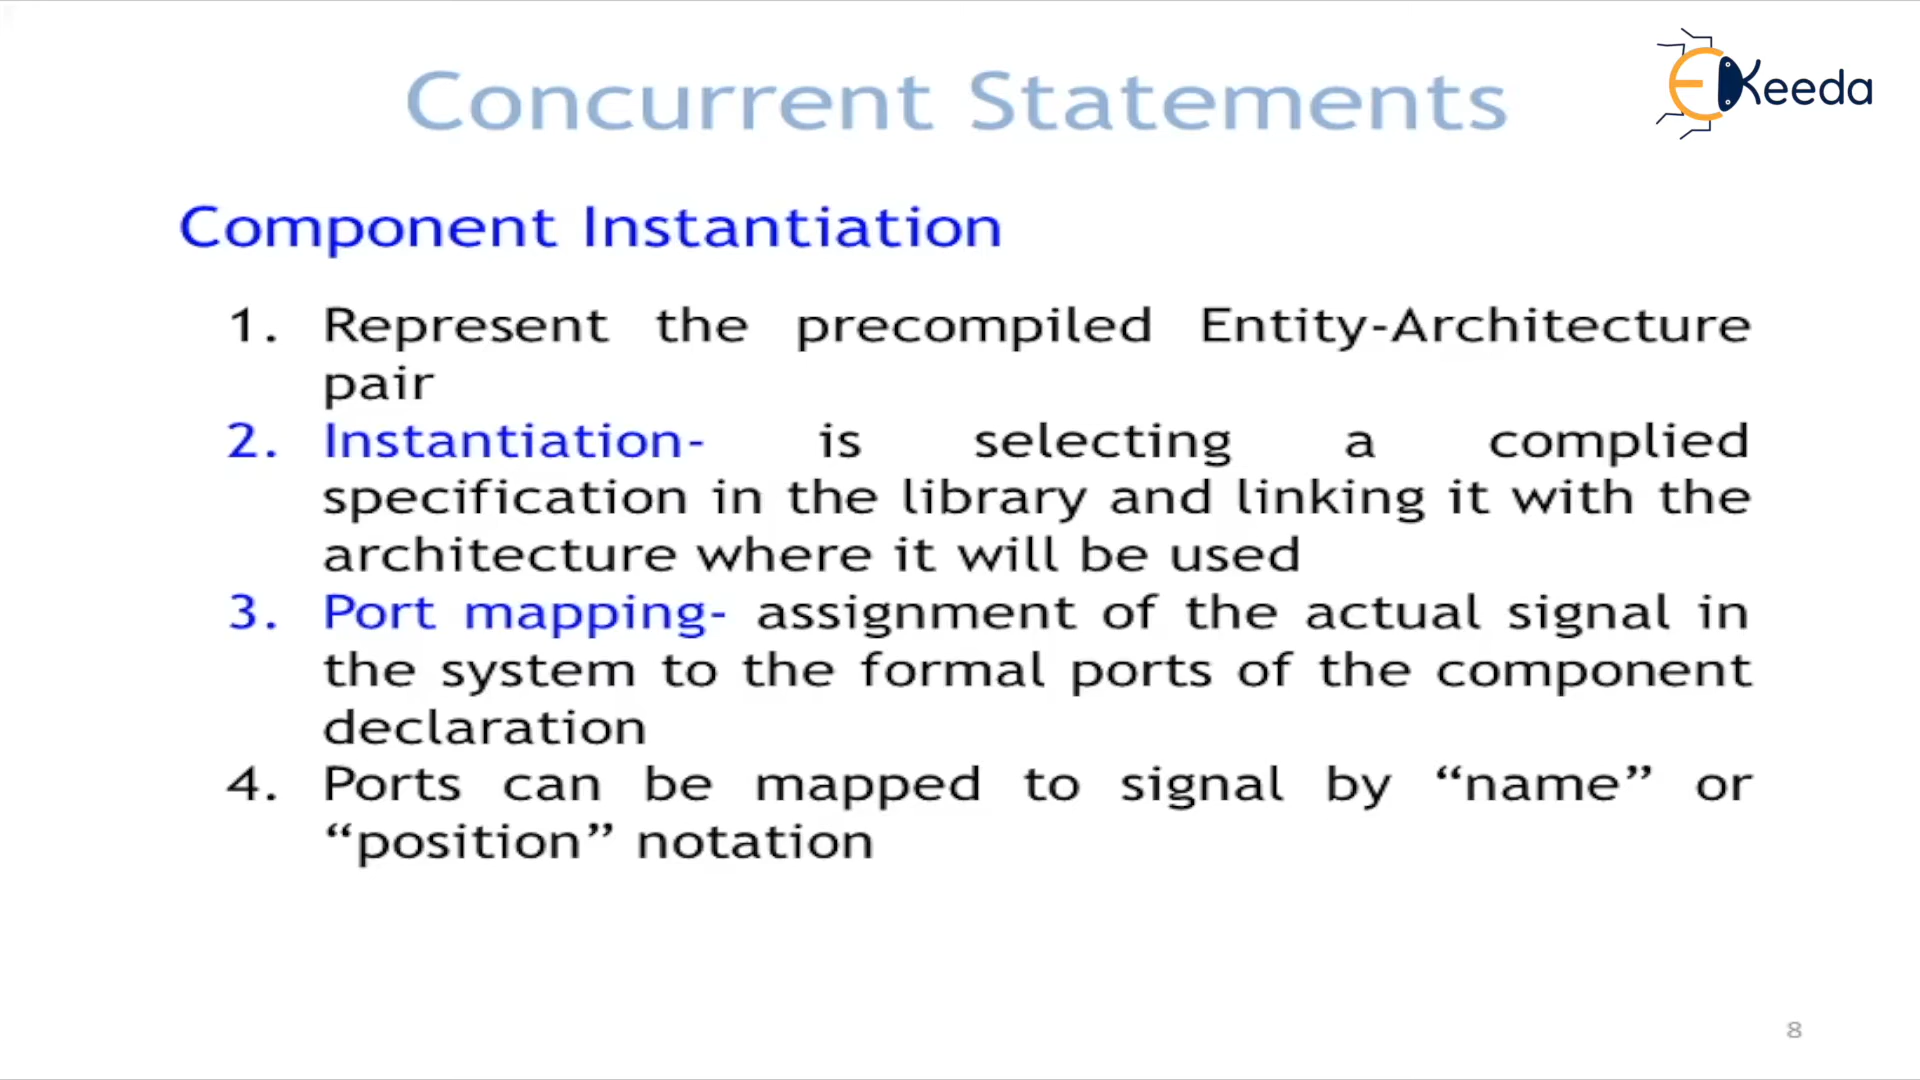 Concurrent Statements
EKeeda
Component Instantiation
1. Represent the precompiled Entity-Architecture
pair
2. Instantiation- is selecting a complied
specification in the library and linking it with the
architecture where it will be used
3. Port mapping- assignment of the actual signal in
the system to the formal ports of the component
declaration
4. Ports can be mapped to signal by “name” or
“position” notation
8